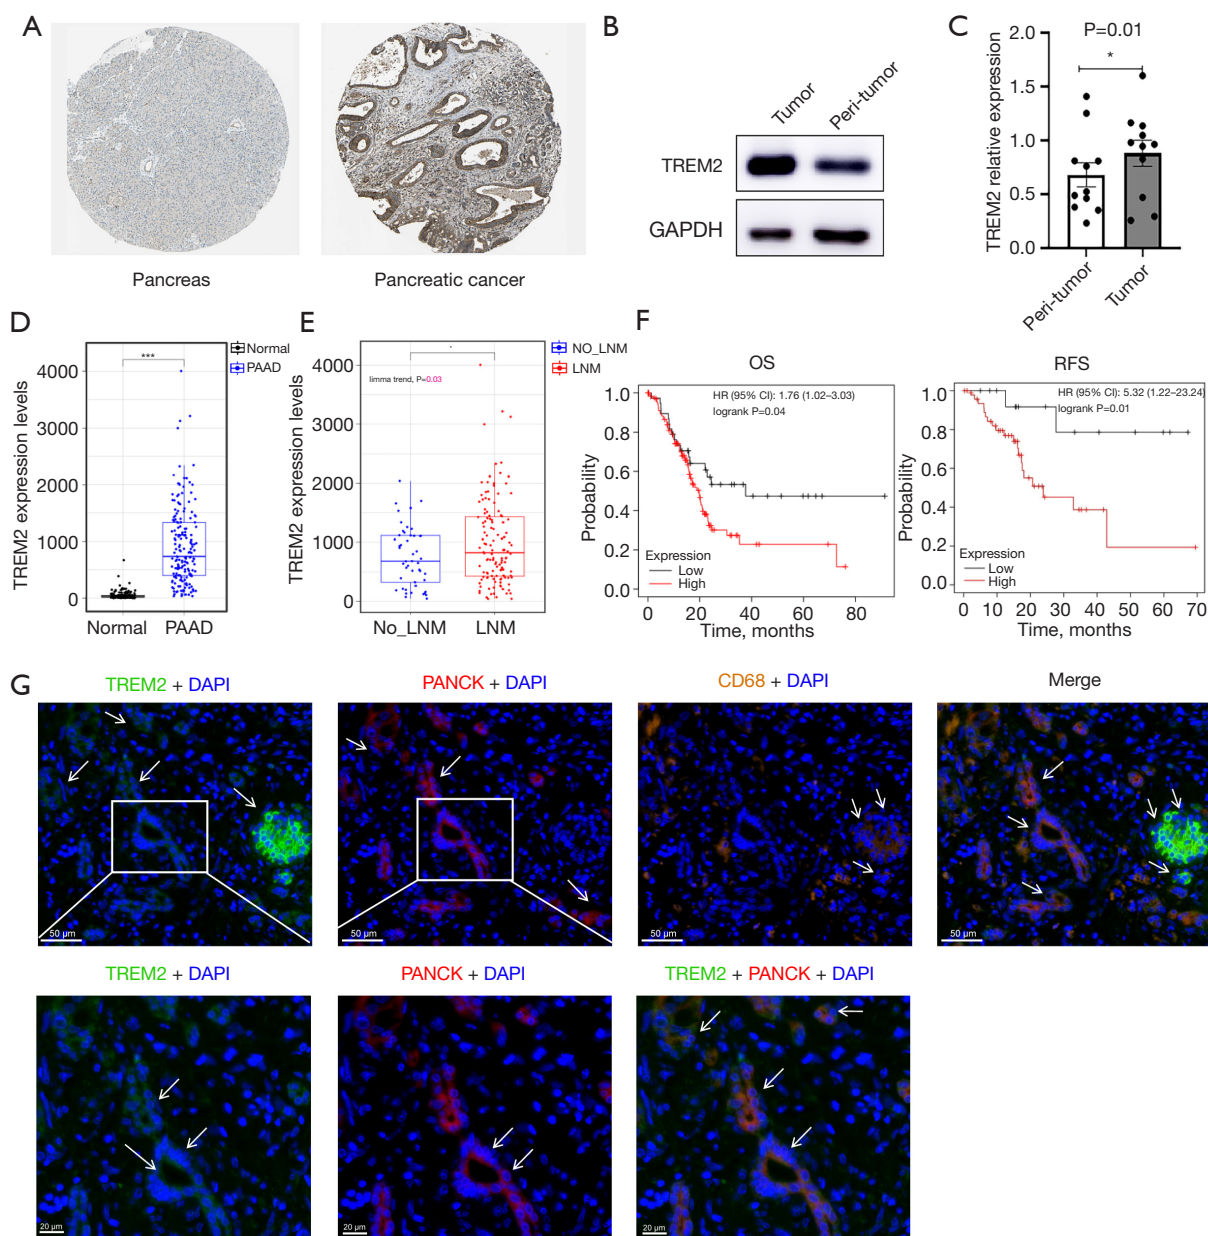 A
Pancreas
Pancreatic cancer
B
Tumor
Peri-tumor
TREM2
GAPDH
C
P=0.01
*
TREM2 relative expression
2.0
1.5
1.0
0.5
0.0
Peri-tumor
Tumor
D
***
Normal
PAAD
TREM2 expression levels
4000
3000
2000
1000
0
Normal
PAAD
E
limma trend, P=0.03
NO_LNM
LNM
TREM2 expression levels
4000
3000
2000
1000
0
No_LNM
LNM
F
OS
HR (95% CI): 1.76 (1.02–3.03)
logrank P=0.04
Probability
1.0
0.8
0.6
0.4
0.2
0.0
Expression
Low
High
0
20
40
60
80
Time, months
RFS
HR (95% CI): 5.32 (1.22–23.24)
logrank P=0.01
Probability
1.0
0.8
0.6
0.4
0.2
0.0
Expression
Low
High
0 10 20 30 40 50 60 70
Time, months
G
TREM2 + DAPI
PANCK + DAPI
CD68 + DAPI
Merge
50 µm
50 µm
50 µm
50 µm
TREM2 + DAPI
PANCK + DAPI
TREM2 + PANCK + DAPI
20 µm
20 µm
20 µm